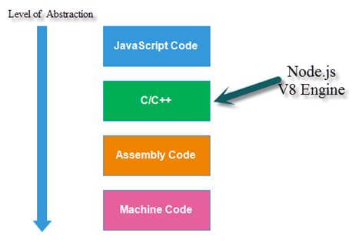 Level of Abstraction
JavaScript Code
Node.js
V8 Engine
C/C++
Assembly Code
Machine Code